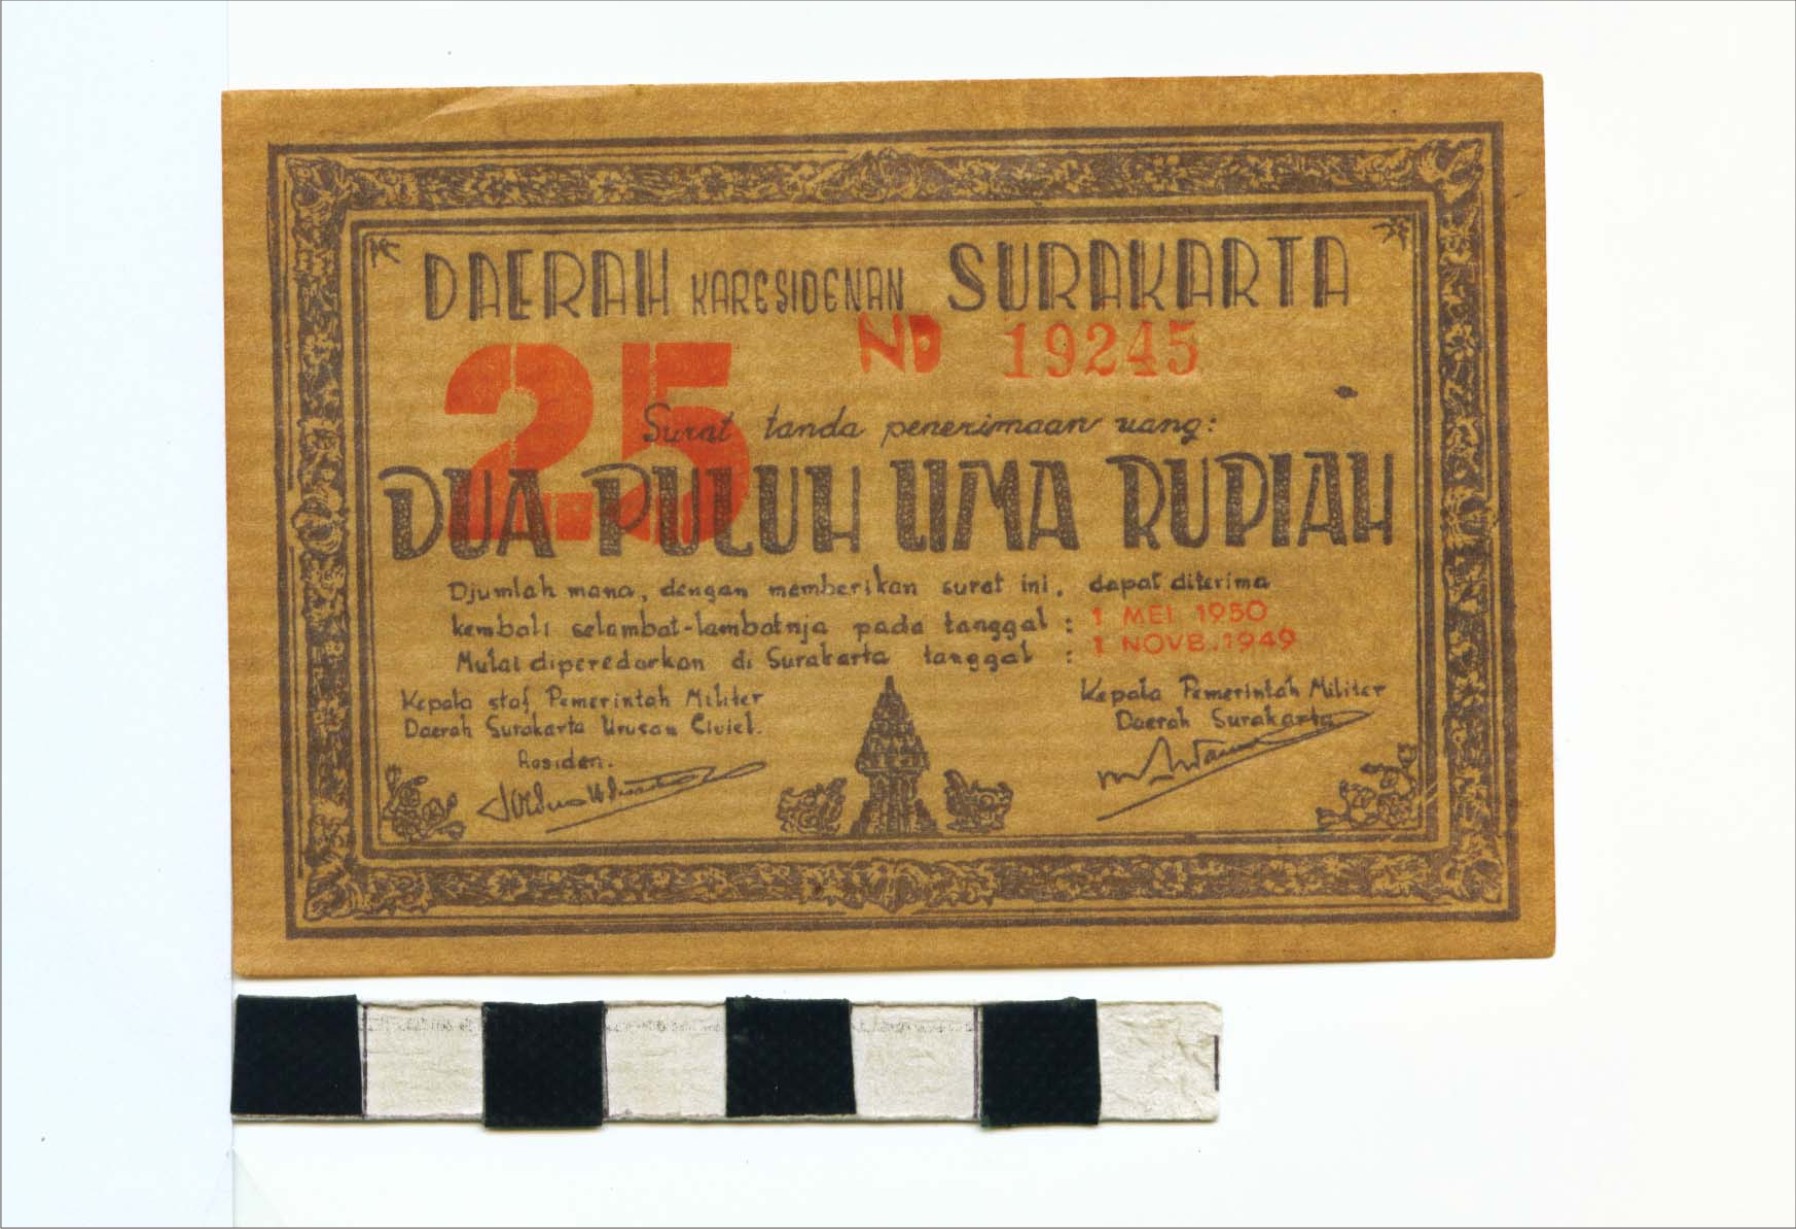 DAERAH KARESIDENAN SURAKARTA
No 19245
25
Surat tanda penerimaan uang:
DUA PULUH LIMA RUPIAH
Djumlah mana, dengan memberikan surat ini, dapat diterima
kembali selambat-lambatnja pada tanggal : 1 MEI 1950
Mulai diperedarkan di Surakarta tanggal : 1 NOVB. 1949
Kepala staf Pemerintah Militer
Daerah Surakarta Urusan Civiel.
Residen.
Kepala Pemerintah Militer
Daerah Surakarta